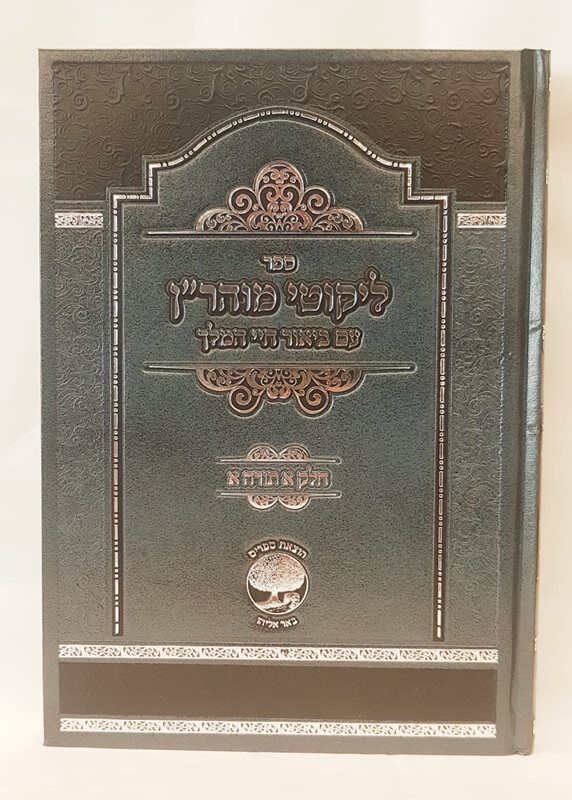 ספר
ליקוטי מוהר"ן
עם ביאור חיי המלך
חלק א תורה א
הוצאת ספרים
באר אליהו